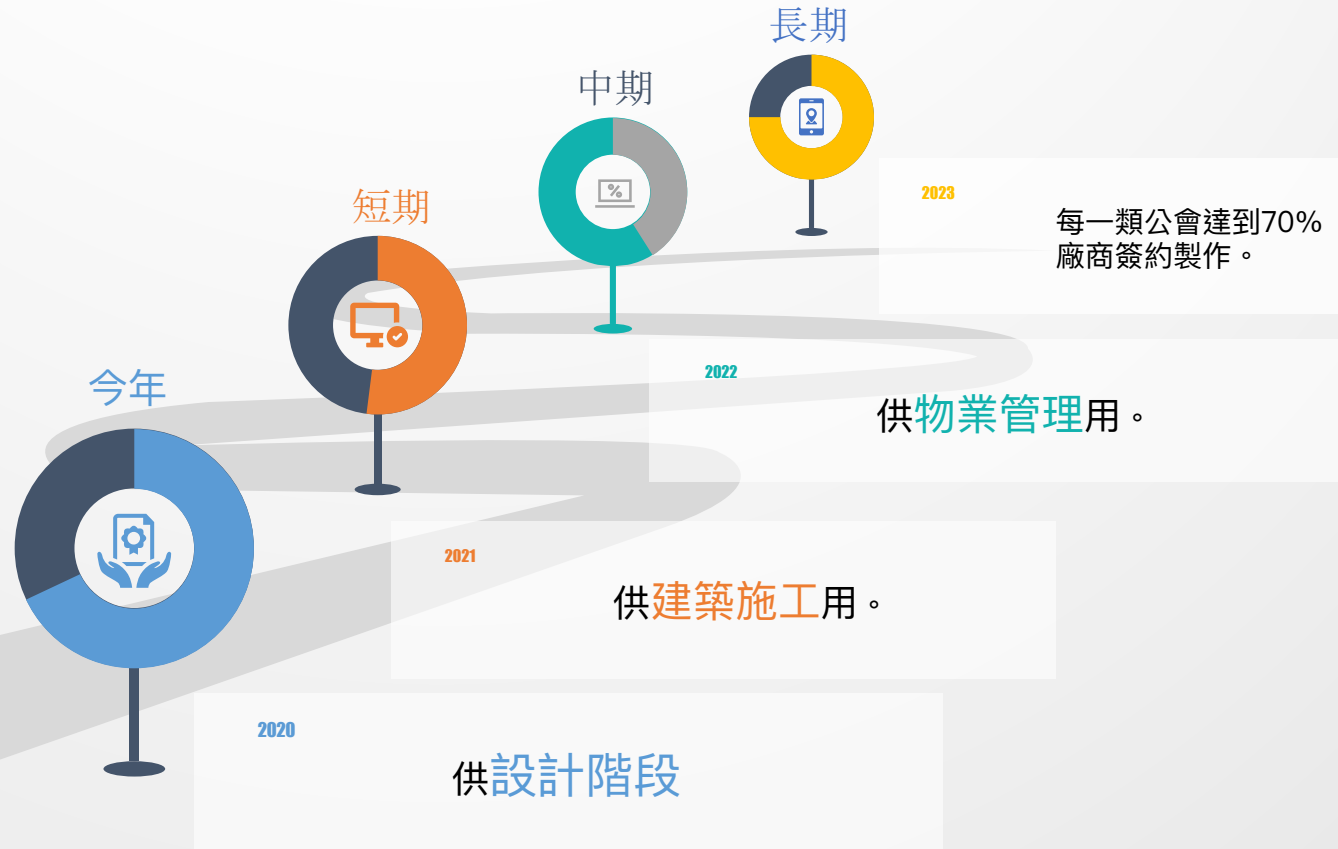 長期
中期
短期
今年
%
2023
每一類公會達到70%
廠商簽約製作。
2022
供物業管理用。
2021
供建築施工用。
2020
供設計階段